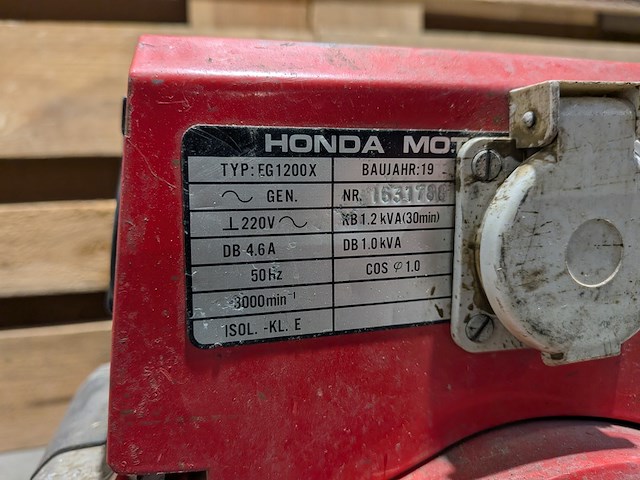 HONDA MOT
TYP: EG1200X BAUJAHR: 19
GEN. NR.
⊥220V KB 1.2 kVA(30min)
DB 4.6A DB 1.0 kVA
50Hz COS φ 1.0
3000min⁻¹
ISOL. -KL. E